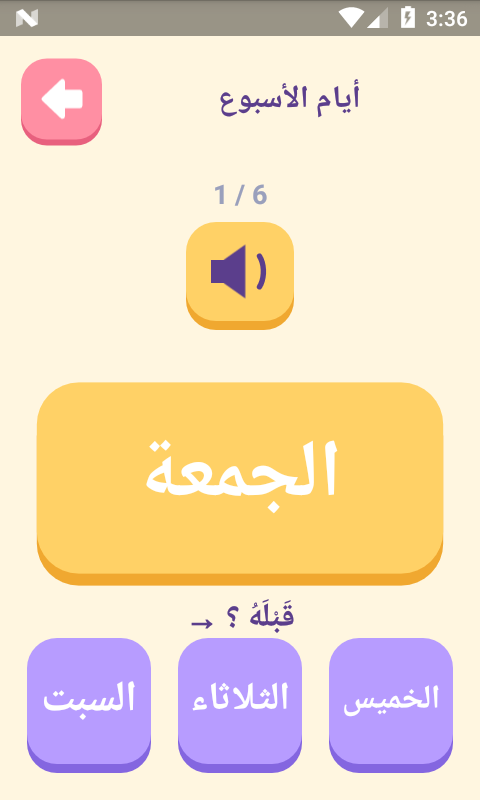 3:36
أيام الأسبوع
1 / 6
الجمعة
قَبْلَهُ ؟ →
الخميس الثلاثاء السبت